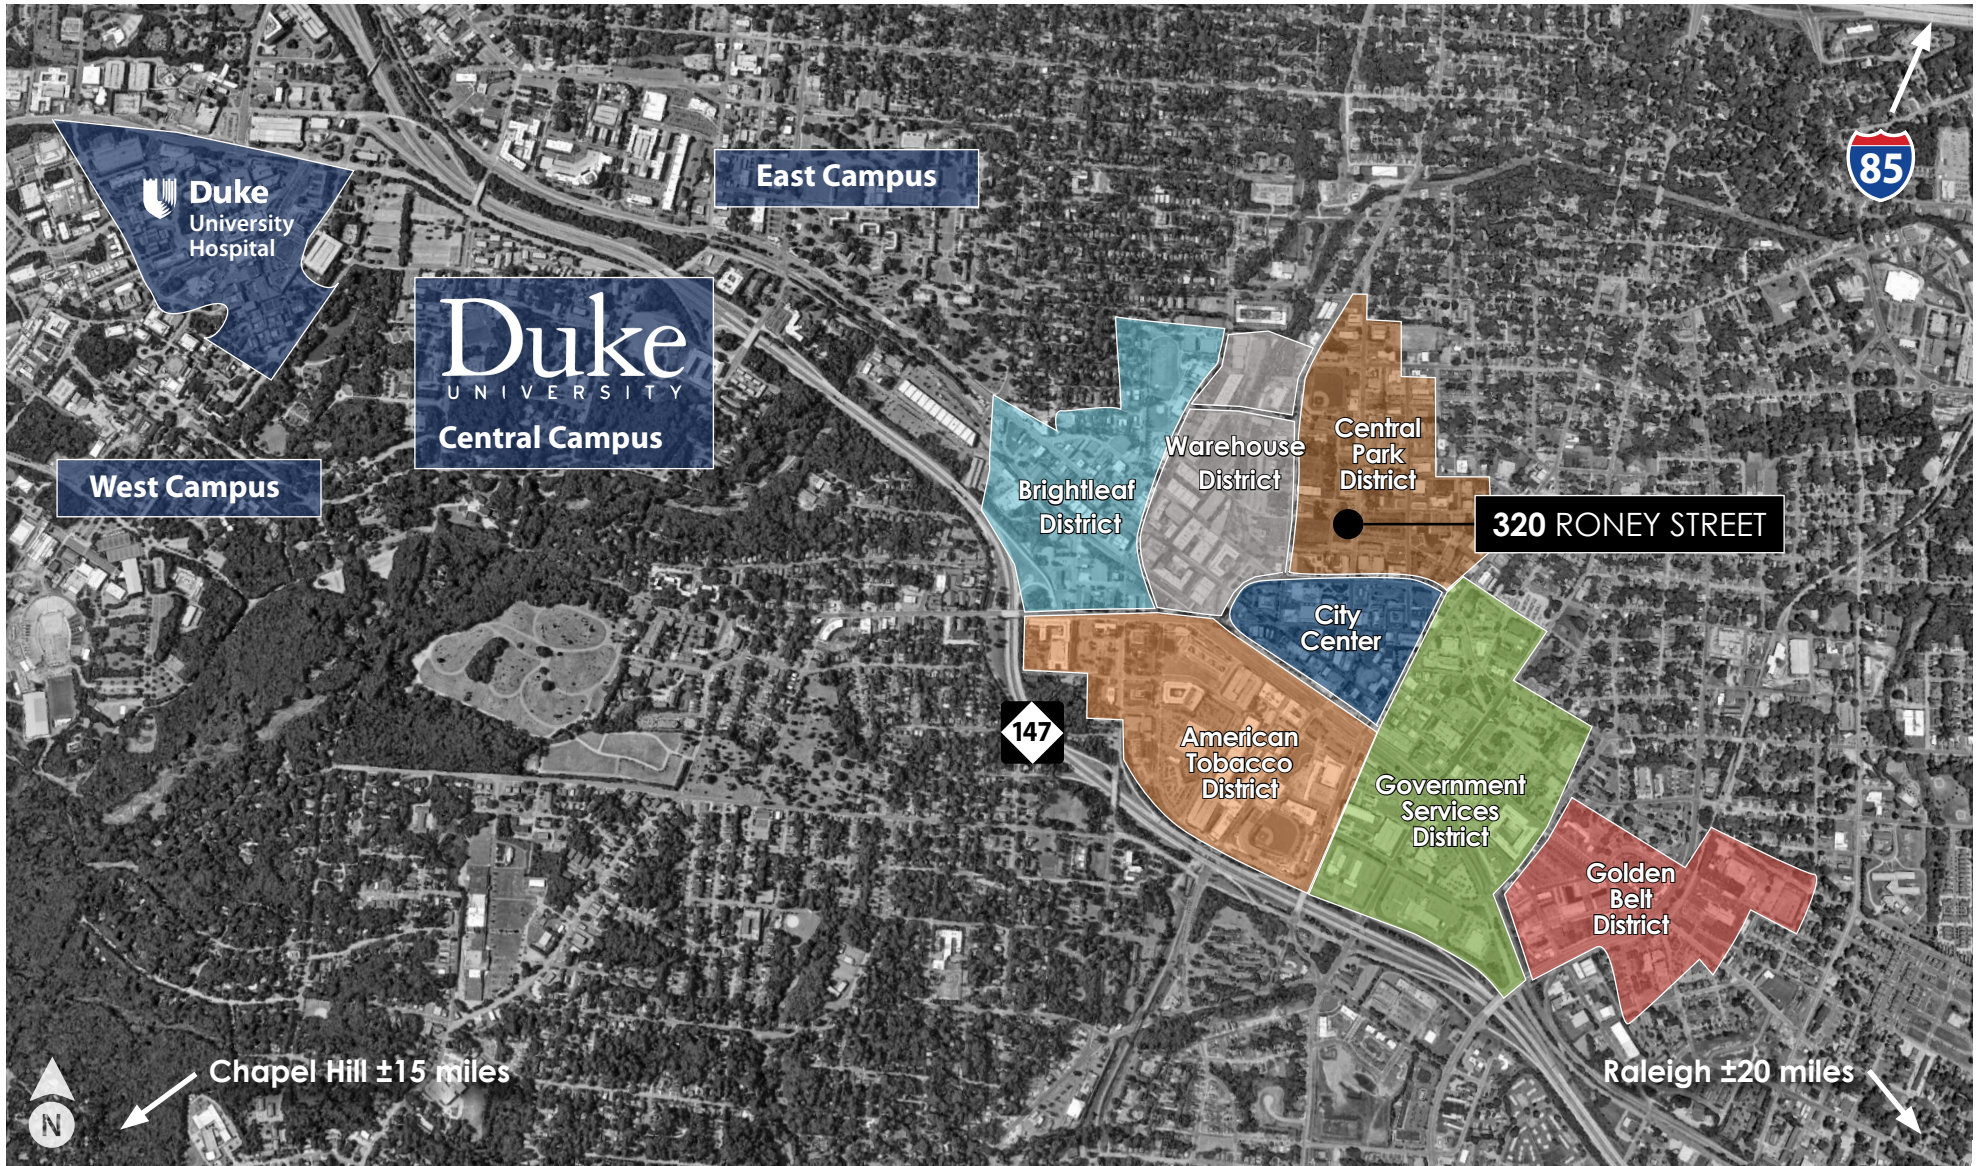 85
East Campus
Duke
University
Hospital
Duke
UNIVERSITY
Central Campus
West Campus
Brightleaf
District
Warehouse
District
Central
Park
District
320 RONEY STREET
City
Center
147
American
Tobacco
District
Government
Services
District
Golden
Belt
District
Chapel Hill ±15 miles
Raleigh ±20 miles
N